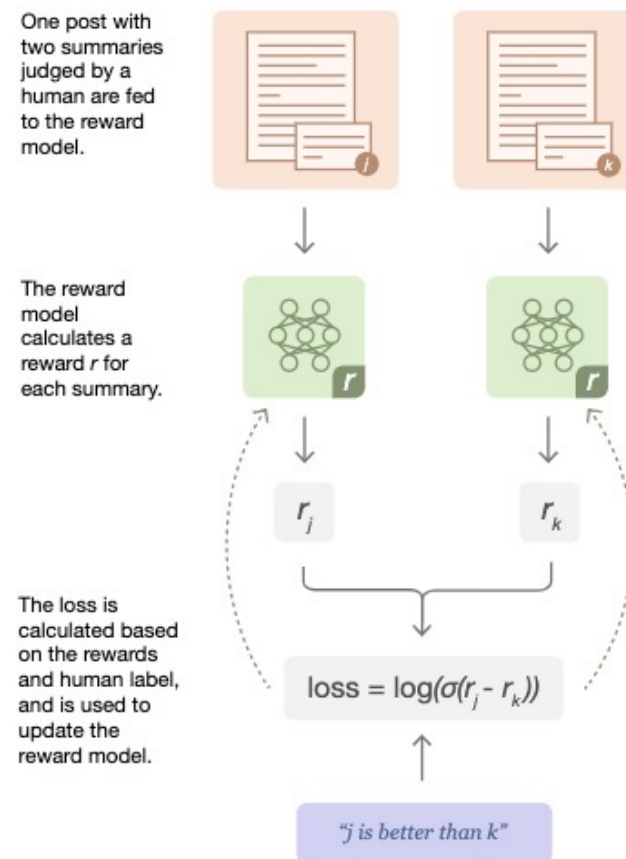 One post with
two summaries
judged by a
human are fed
to the reward
model.
j
k
The reward
model
calculates a
reward r for
each summary.
r
r
r_j
r_k
The loss is
calculated based
on the rewards
and human label,
and is used to
update the
reward model.
loss = log(σ(r_j - r_k))
"j is better than k"